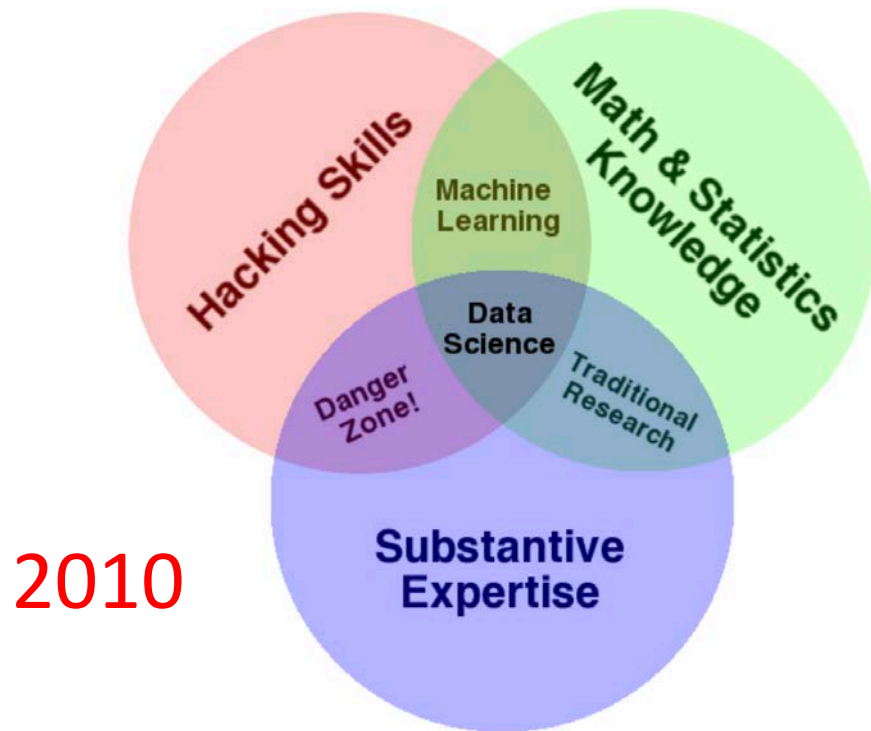 Hacking Skills
Math & Statistics
Knowledge
Machine
Learning
Data
Science
Danger
Zone!
Traditional
Research
Substantive
Expertise
2010